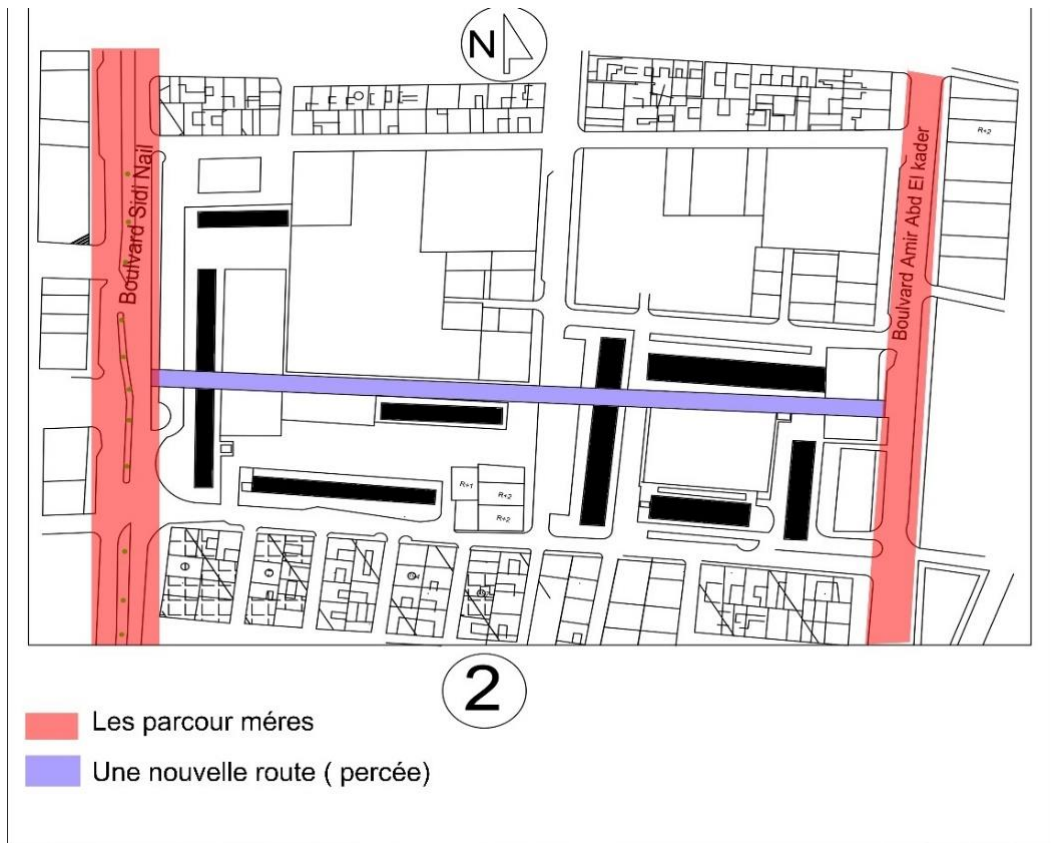 N
R+2
Boulvard Sidi Nail
Boulvard Amir Abd El kader
R+1
R+2
R+2
2
Les parcour méres
Une nouvelle route ( percée)